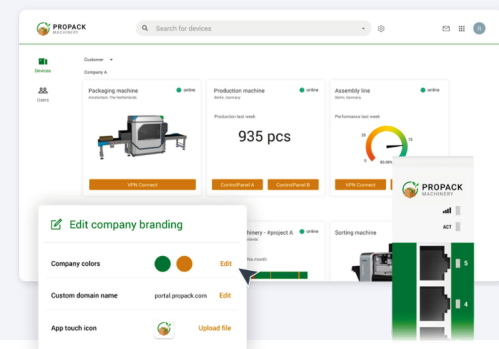 PROPACK
MACHINERY
Search for devices
R
Devices
Users
Customer
Company A
Packaging machine
online
Amsterdam, The Netherlands
VPN Connect
Production machine
online
Berlin, Germany
Production last week
935 pcs
ControlPanel A
ControlPanel B
Assembly line
online
Berlin, Germany
Performance last week
VPN Connect
PROPACK
MACHINERY
ACT
5
4
hinery - Aproject A
online
Sorting machine
Edit company branding
Company colors
Edit
Custom domain name
portal.propack.com
Edit
App touch icon
Upload file